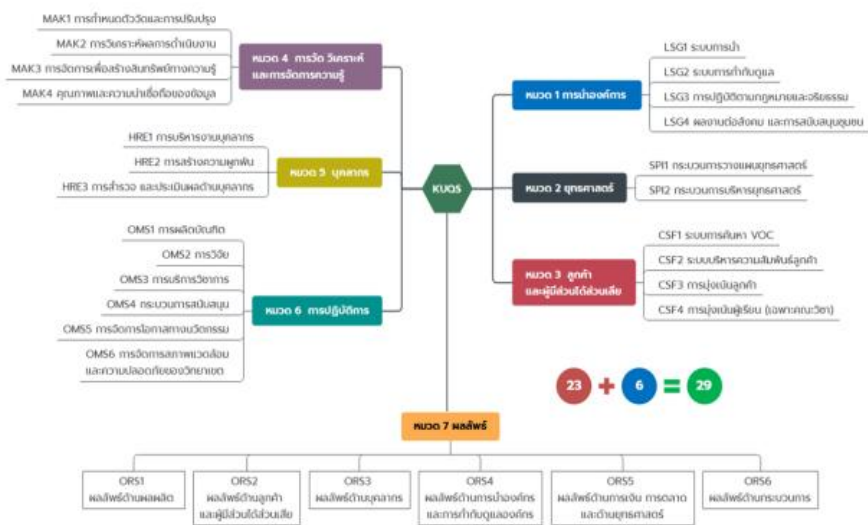 MAK1 การกำหนดตัววัดและการปรับปรุง
MAK2 การวิเคราะห์ผลการดำเนินงาน
MAK3 การจัดการเพื่อสร้างสินทรัพย์ทางความรู้
MAK4 คุณภาพและความน่าเชื่อถือของข้อมูล
หมวด 4 การวัด วิเคราะห์
และการจัดการความรู้
HRE1 การบริหารงานบุคลากร
HRE2 การสร้างความผูกพัน
HRE3 การสำรวจ และประเมินผลด้านบุคลากร
หมวด 5 บุคลากร
OMS1 การผลิตบัณฑิต
OMS2 การวิจัย
OMS3 การบริการวิชาการ
OMS4 กระบวนการสนับสนุน
OMS5 การจัดการโอกาสทางนวัตกรรม
OMS6 การจัดการสภาพแวดล้อม
และความปลอดภัยของวิทยาเขต
หมวด 6 การปฏิบัติการ
KUQS
หมวด 1 การนำองค์การ
LSG1 ระบบการนำ
LSG2 ระบบการกำกับดูแล
LSG3 การปฏิบัติตามกฎหมายและจริยธรรม
LSG4 ผลงานต่อสังคม และการสนับสนุนชุมชน
หมวด 2 ยุทธศาสตร์
SPI1 กระบวนการวางแผนยุทธศาสตร์
SPI2 กระบวนการบริหารยุทธศาสตร์
หมวด 3 ลูกค้า
และผู้มีส่วนได้ส่วนเสีย
CSF1 ระบบการค้นหา VOC
CSF2 ระบบบริหารความสัมพันธ์ลูกค้า
CSF3 การมุ่งเน้นลูกค้า
CSF4 การมุ่งเน้นผู้เรียน (เฉพาะคณะวิชา)
23 + 6 = 29
หมวด 7 ผลลัพธ์
ORS1
ผลลัพธ์ด้านผลผลิต
ORS2
ผลลัพธ์ด้านลูกค้า
และผู้มีส่วนได้ส่วนเสีย
ORS3
ผลลัพธ์ด้านบุคลากร
ORS4
ผลลัพธ์ด้านการนำองค์กร
และการกำกับดูแลองค์กร
ORS5
ผลลัพธ์ด้านการเงิน การตลาด
และด้านยุทธศาสตร์
ORS6
ผลลัพธ์ด้านกระบวนการ